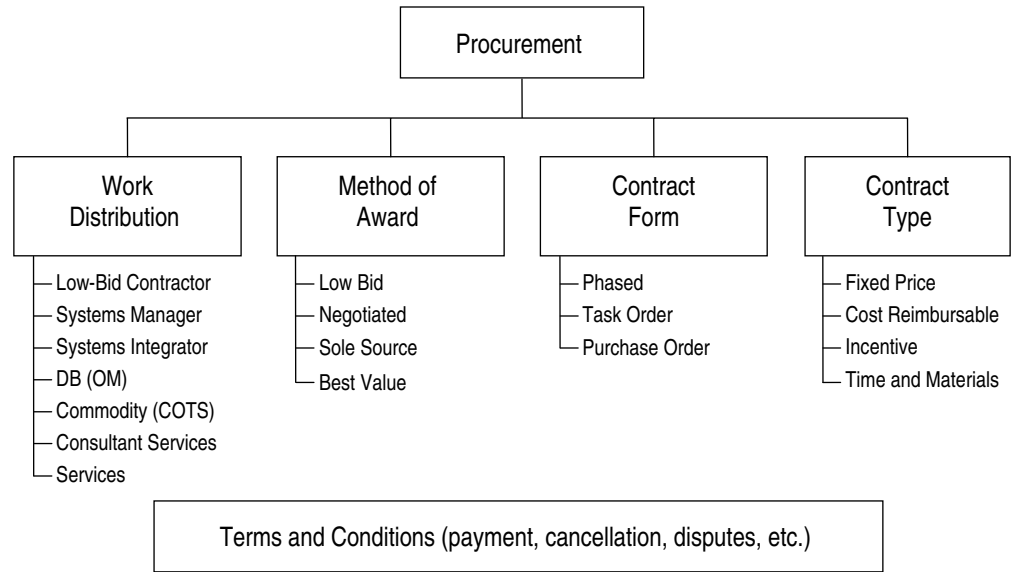 Procurement
Work
Distribution
Low-Bid Contractor
Systems Manager
Systems Integrator
DB (OM)
Commodity (COTS)
Consultant Services
Services
Method of
Award
Low Bid
Negotiated
Sole Source
Best Value
Contract
Form
Phased
Task Order
Purchase Order
Contract
Type
Fixed Price
Cost Reimbursable
Incentive
Time and Materials
Terms and Conditions (payment, cancellation, disputes, etc.)